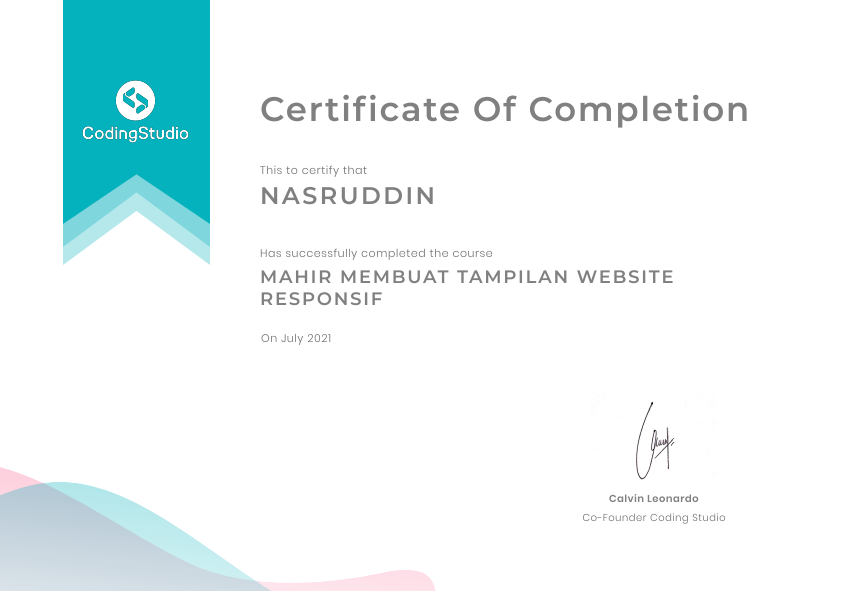 CodingStudio
Certificate Of Completion
This to certify that
NASRUDDIN
Has successfully completed the course
MAHIR MEMBUAT TAMPILAN WEBSITE
RESPONSIF
On July 2021
Calvin Leonardo
Co-Founder Coding Studio